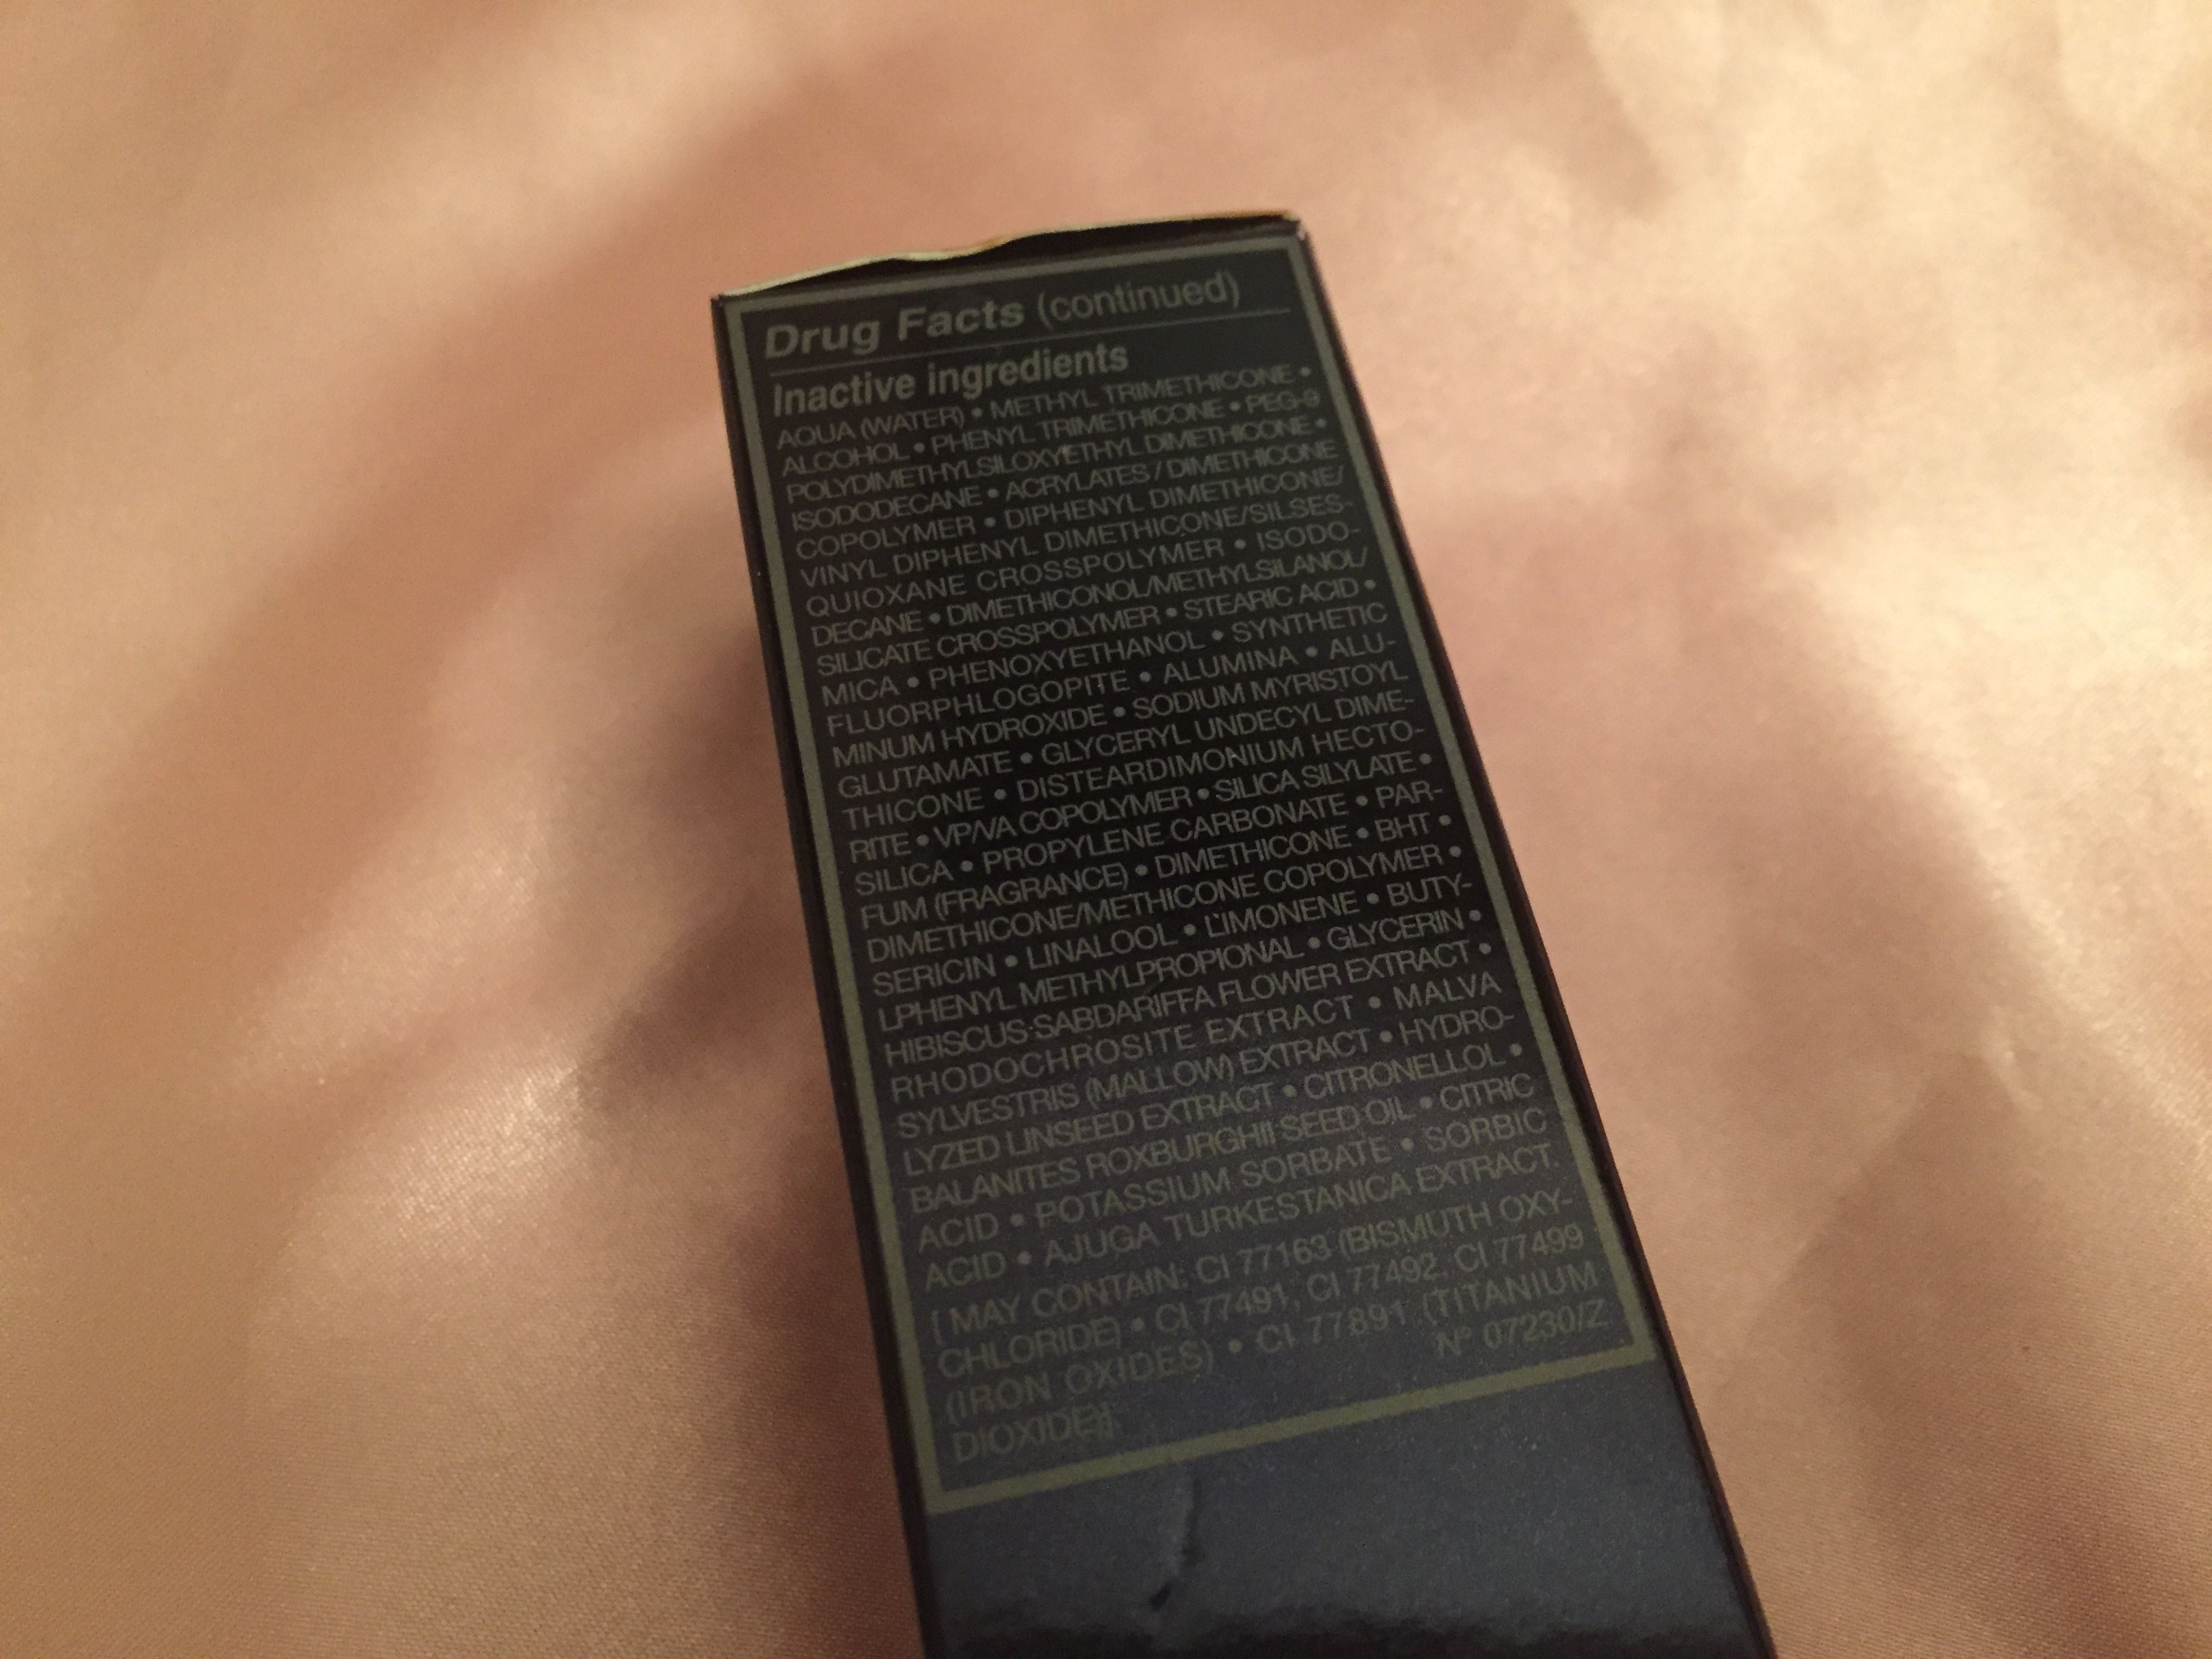 Drug Facts (continued)
Inactive ingredients
AQUA (WATER) • METHYL TRIMETHICONE •
ALCOHOL • PHENYL TRIMETHICONE • PEG-9
POLYDIMETHYLSILOXYETHYL DIMETHICONE •
ISODODECANE • ACRYLATES / DIMETHICONE
COPOLYMER • DIPHENYL DIMETHICONE/
VINYL DIPHENYL DIMETHICONE/SILSES-
QUIOXANE CROSSPOLYMER • ISODO-
DECANE • DIMETHICONOL/METHYLSILANOL/
SILICATE CROSSPOLYMER • STEARIC ACID •
MICA • PHENOXYETHANOL • SYNTHETIC
FLUORPHLOGOPITE • ALUMINA • ALU-
MINUM HYDROXIDE • SODIUM MYRISTOYL
GLUTAMATE • GLYCERYL UNDECYL DIME-
THICONE • DISTEARDIMONIUM HECTO-
RITE • VP/VA COPOLYMER • SILICA SILYLATE •
SILICA • PROPYLENE CARBONATE • PAR-
FUM (FRAGRANCE) • DIMETHICONE • BHT •
DIMETHICONE/METHICONE COPOLYMER •
SERICIN • LINALOOL • LIMONENE • BUTY-
LPHENYL METHYLPROPIONAL • GLYCERIN •
HIBISCUS SABDARIFFA FLOWER EXTRACT •
RHODOCHROSITE EXTRACT • MALVA
SYLVESTRIS (MALLOW) EXTRACT • HYDRO-
LYZED LINSEED EXTRACT • CITRONELLOL •
BALANITES ROXBURGHII SEED OIL • CITRIC
ACID • POTASSIUM SORBATE • SORBIC
ACID • AJUGA TURKESTANICA EXTRACT.
[ MAY CONTAIN: CI 77163 (BISMUTH OXY-
CHLORIDE) • CI 77491, CI 77492, CI 77499
(IRON OXIDES) • CI 77891 (TITANIUM
DIOXIDE)] N° 07230/Z